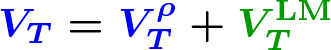 V_T = V_T^ρ + V_T^LM